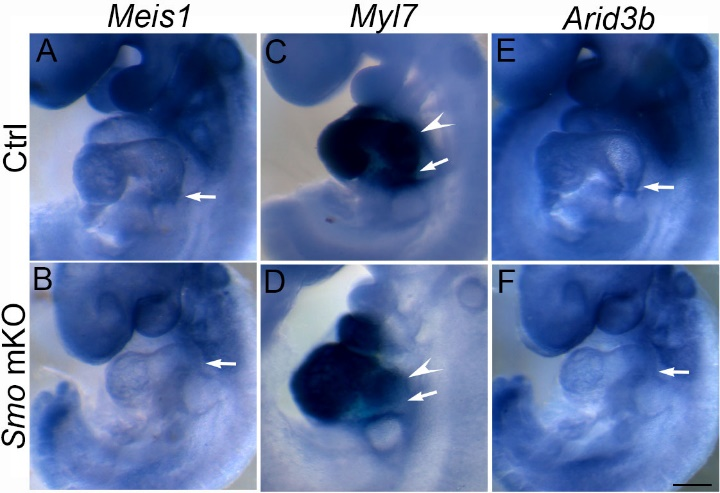 Meis1 Myl7 Arid3b
Ctrl A C E
Smo mKO B D F